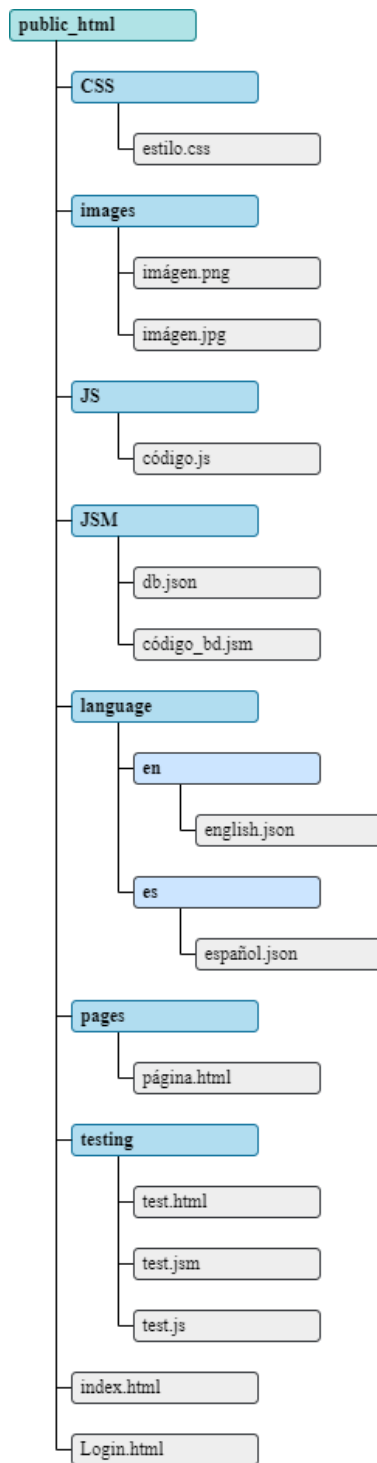 public_html
CSS
estilo.css
images
imágen.png
imágen.jpg
JS
código.js
JSM
db.json
código_bd.jsm
language
en
english.json
es
español.json
pages
página.html
testing
test.html
test.jsm
test.js
index.html
Login.html